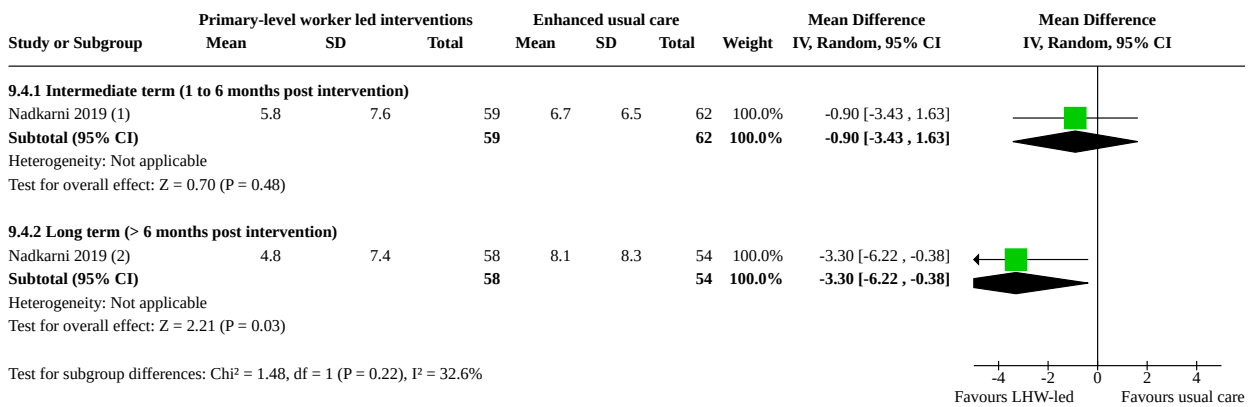 Primary-level worker led interventions Enhanced usual care Mean Difference Mean Difference
Study or Subgroup Mean SD Total Mean SD Total Weight IV, Random, 95% CI IV, Random, 95% CI
9.4.1 Intermediate term (1 to 6 months post intervention)
Nadkarni 2019 (1) 5.8 7.6 59 6.7 6.5 62 100.0% -0.90 [-3.43 , 1.63]
Subtotal (95% CI) 59 62 100.0% -0.90 [-3.43 , 1.63]
Heterogeneity: Not applicable
Test for overall effect: Z = 0.70 (P = 0.48)
9.4.2 Long term (> 6 months post intervention)
Nadkarni 2019 (2) 4.8 7.4 58 8.1 8.3 54 100.0% -3.30 [-6.22 , -0.38]
Subtotal (95% CI) 58 54 100.0% -3.30 [-6.22 , -0.38]
Heterogeneity: Not applicable
Test for overall effect: Z = 2.21 (P = 0.03)
Test for subgroup differences: Chi² = 1.48, df = 1 (P = 0.22), I² = 32.6%
-4 -2 0 2 4
Favours LHW-led Favours usual care